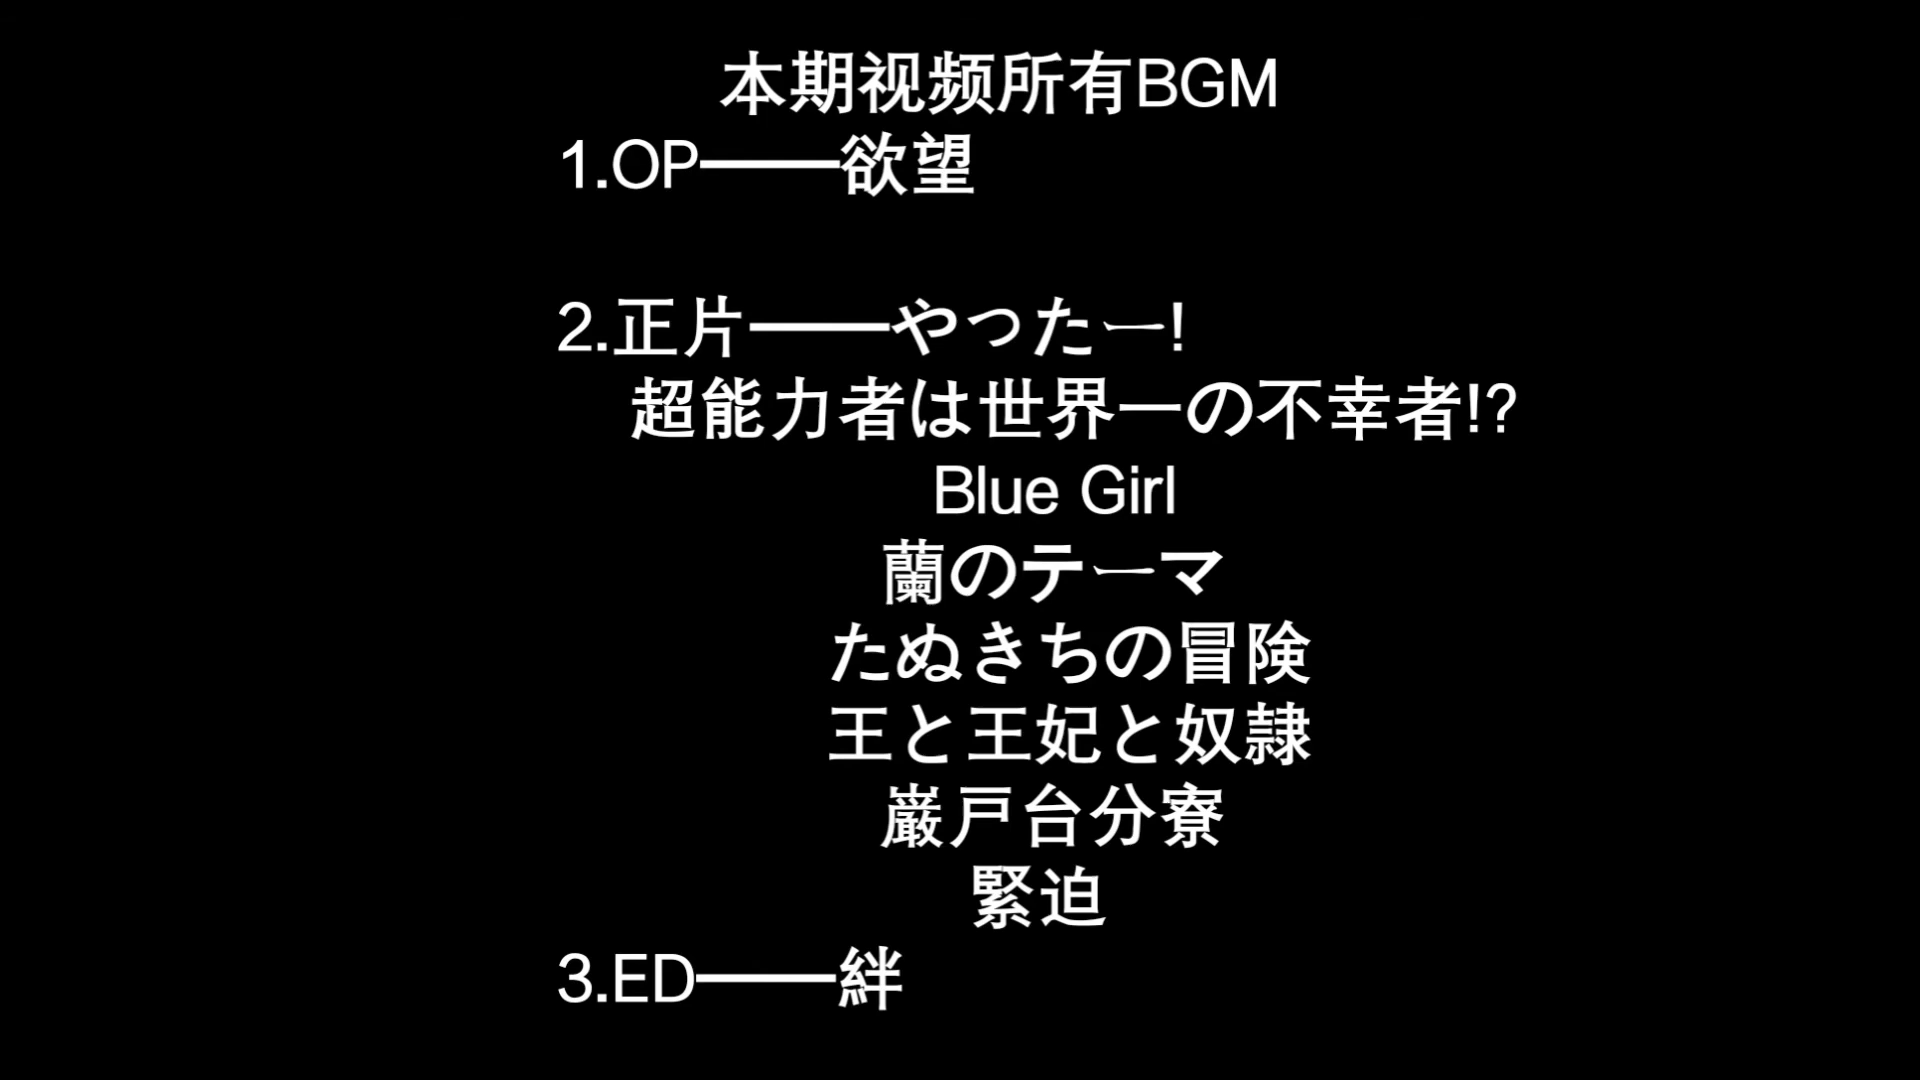 本期视频所有BGM
1.OP——欲望
2.正片——やったー!
超能力者は世界一の不幸者!?
Blue Girl
蘭のテーマ
たぬきちの冒険
王と王妃と奴隷
巌戸台分寮
緊迫
3.ED——絆